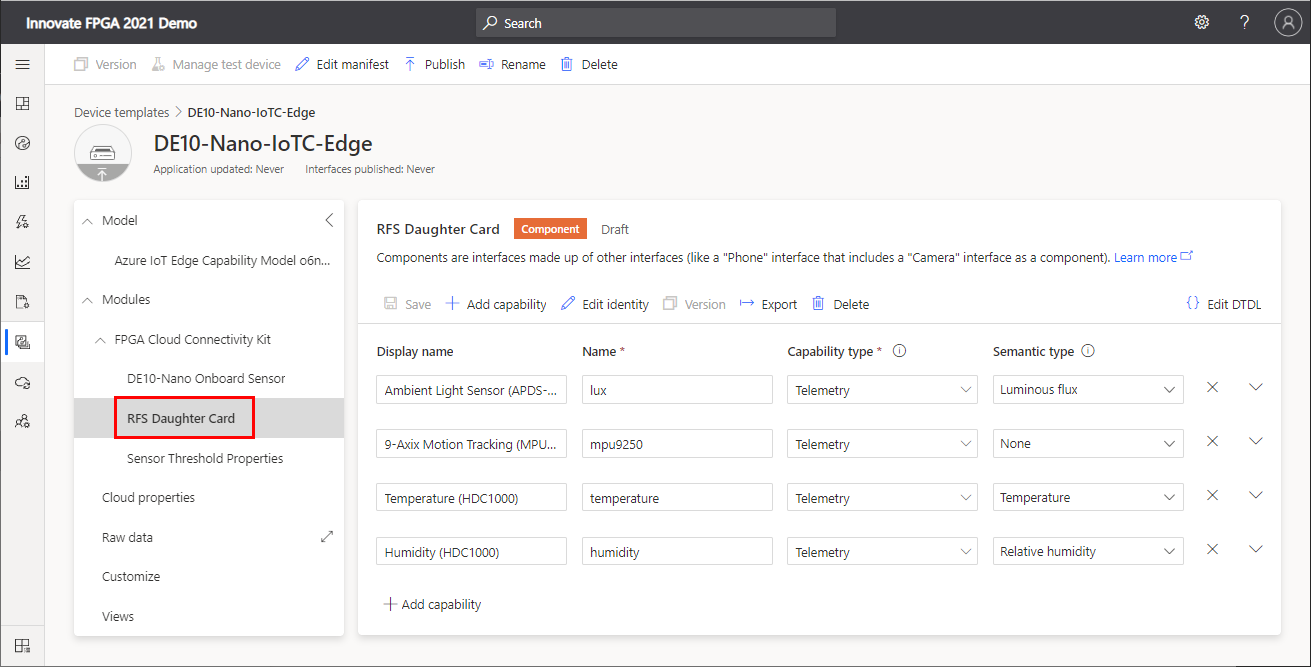 Innovate FPGA 2021 Demo
Search
?
Version Manage test device Edit manifest Publish Rename Delete
Device templates > DE10-Nano-IoTC-Edge
DE10-Nano-IoTC-Edge
Application updated: Never Interfaces published: Never
Model
Azure IoT Edge Capability Model o6n...
Modules
FPGA Cloud Connectivity Kit
DE10-Nano Onboard Sensor
RFS Daughter Card
Sensor Threshold Properties
Cloud properties
Raw data
Customize
Views
RFS Daughter Card Component Draft
Components are interfaces made up of other interfaces (like a "Phone" interface that includes a "Camera" interface as a component). Learn more
Save Add capability Edit identity Version Export Delete {} Edit DTDL
Display name Name * Capability type * Semantic type
Ambient Light Sensor (APDS-... lux Telemetry Luminous flux
9-Axix Motion Tracking (MPU... mpu9250 Telemetry None
Temperature (HDC1000) temperature Telemetry Temperature
Humidity (HDC1000) humidity Telemetry Relative humidity
Add capability